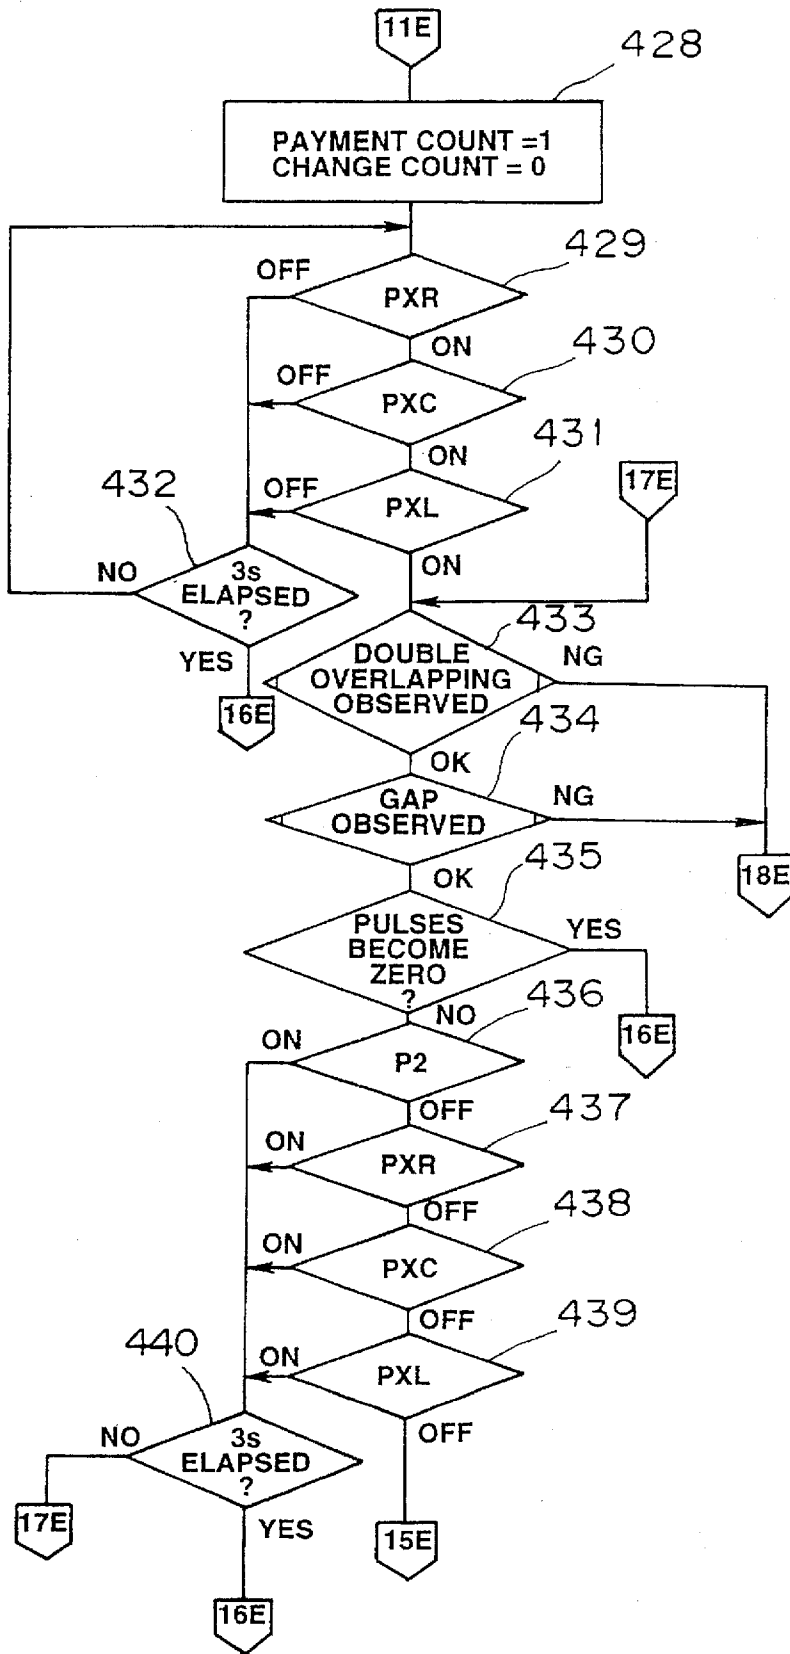 11E
428
PAYMENT COUNT =1
CHANGE COUNT = 0
429
OFF
PXR
ON
430
OFF
PXC
ON
431
17E
OFF
PXL
ON
432
NO
3s
ELAPSED
?
YES
16E
433
DOUBLE
OVERLAPPING
OBSERVED
NG
OK
434
GAP
OBSERVED
NG
OK
18E
435
PULSES
BECOME
ZERO
?
YES
NO
16E
436
ON
P2
OFF
437
ON
PXR
OFF
438
ON
PXC
OFF
439
ON
PXL
OFF
440
NO
3s
ELAPSED
?
YES
17E
15E
16E